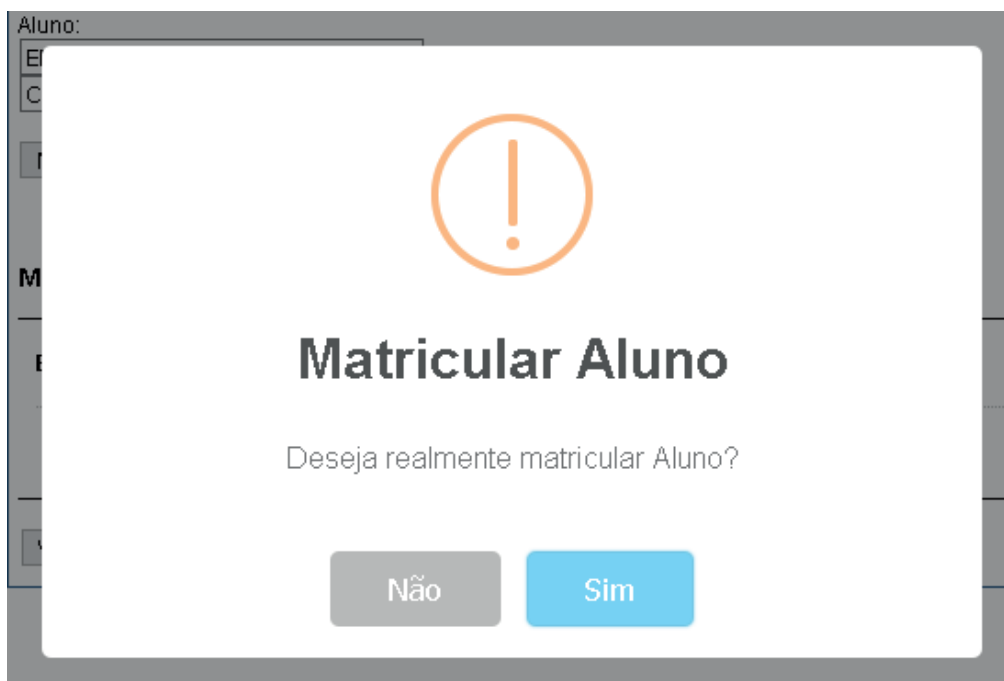 Aluno:
Matricular Aluno
Deseja realmente matricular Aluno?
Não
Sim